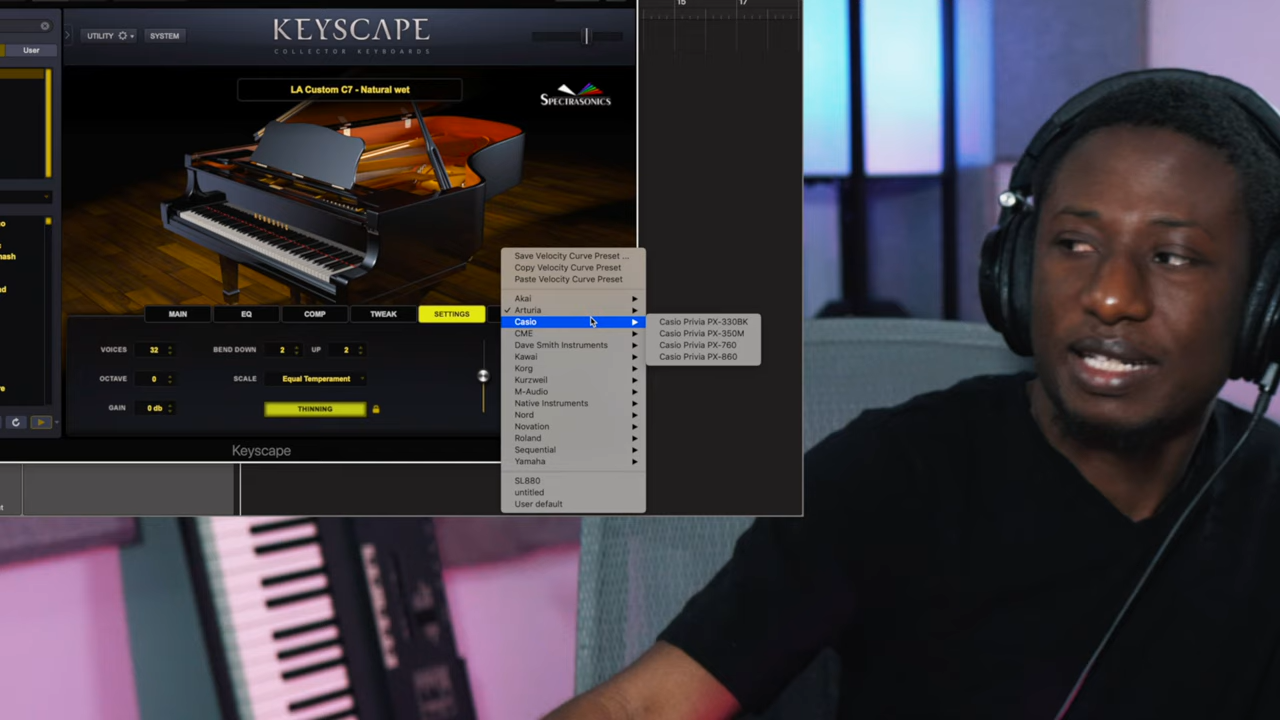 15
17
UTILITY
SYSTEM
KEYSCAPE
COLLECTOR KEYBOARDS
User
LA Custom C7 - Natural wet
SPECTRASONICS
MAIN
EQ
COMP
TWEAK
SETTINGS
VOICES 32
BEND DOWN 2 UP 2
OCTAVE 0
SCALE Equal Temperament
GAIN 0 db
THINNING
Keyscape
Save Velocity Curve Preset ...
Copy Velocity Curve Preset
Paste Velocity Curve Preset
Akai
✓ Arturia
Casio
CME
Dave Smith Instruments
Kawai
Korg
Kurzweil
M-Audio
Native Instruments
Nord
Novation
Roland
Sequential
Yamaha
SL880
untitled
User default
Casio Privia PX-330BK
Casio Privia PX-350M
Casio Privia PX-760
Casio Privia PX-860